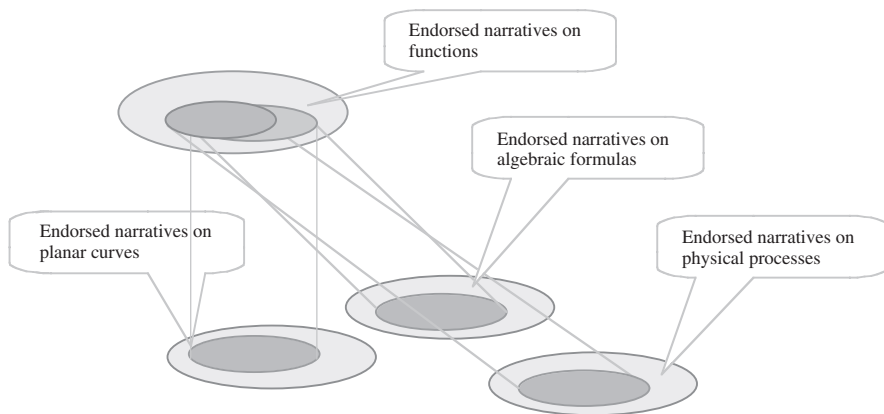 Endorsed narratives on
functions
Endorsed narratives on
algebraic formulas
Endorsed narratives on
planar curves
Endorsed narratives on
physical processes